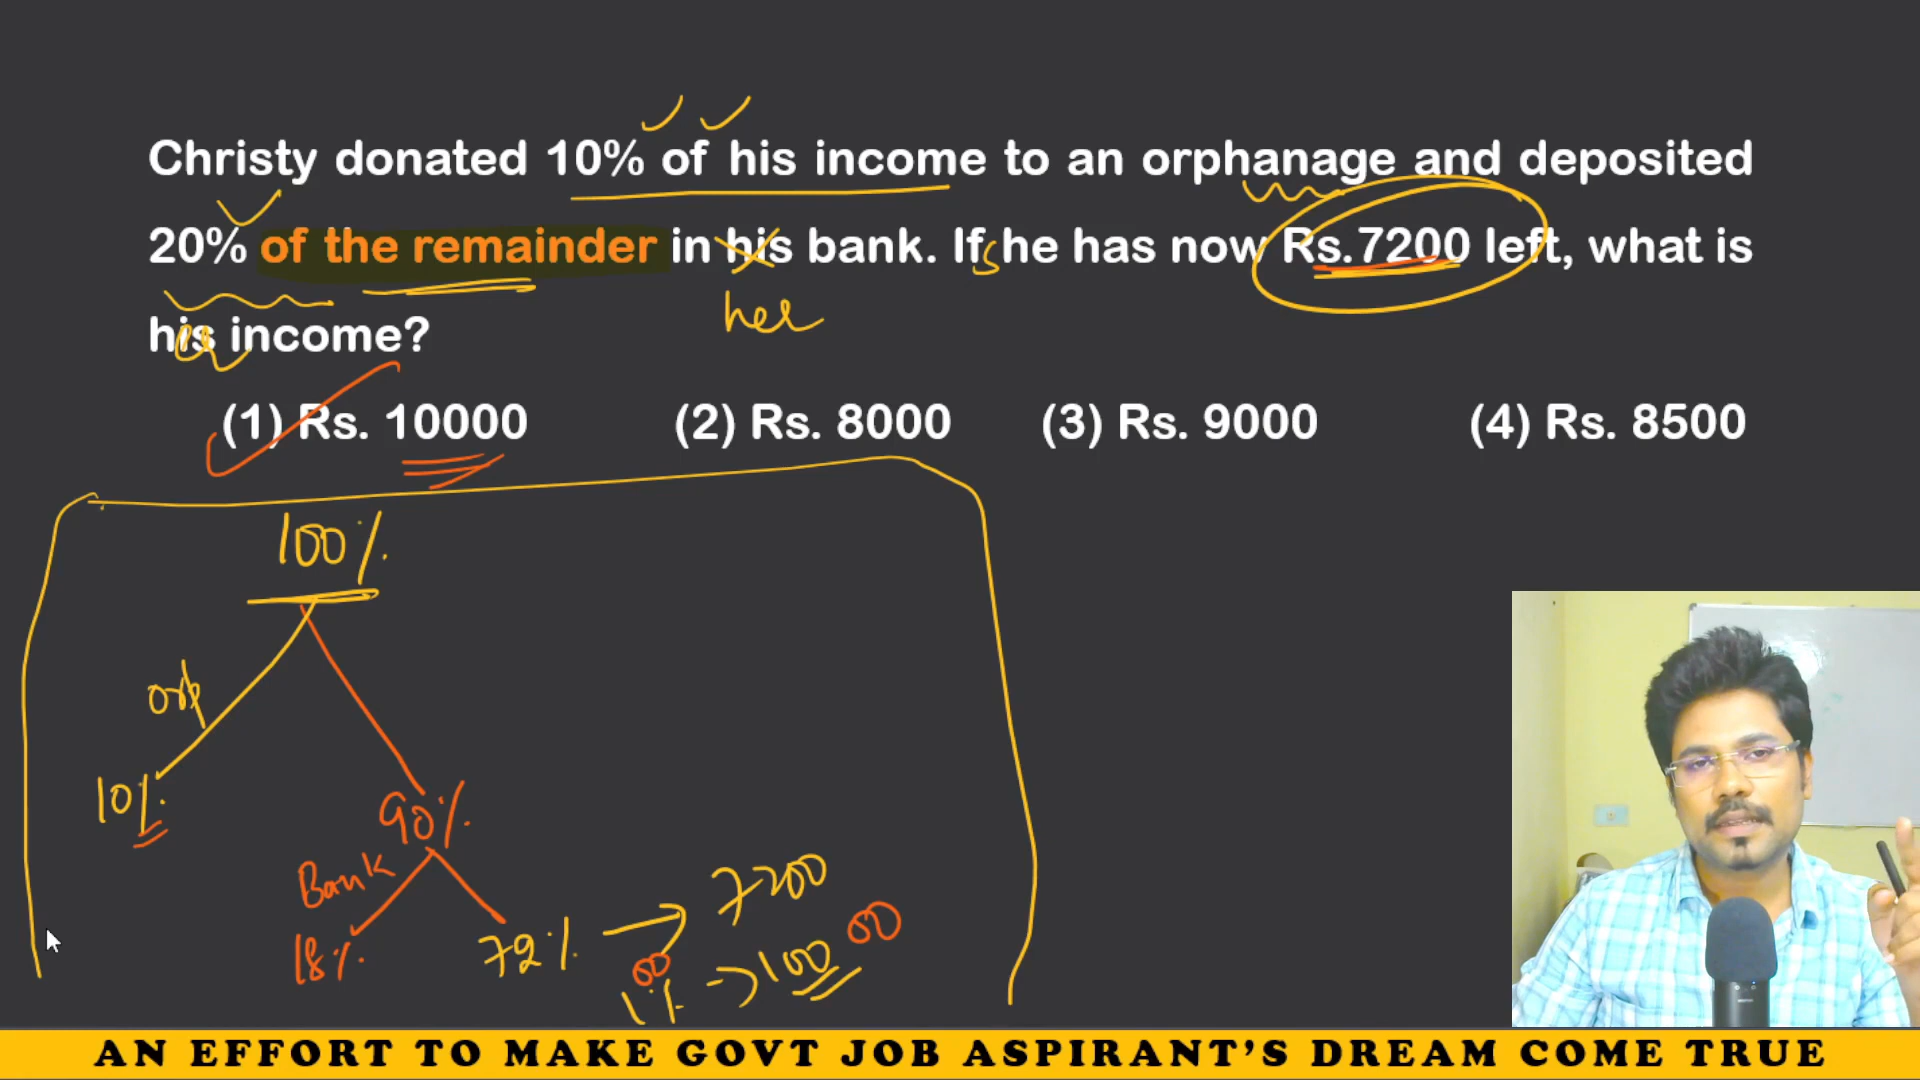 Christy donated 10% of his income to an orphanage and deposited
20% of the remainder in his bank. If she has now Rs.7200 left, what is
her
his income?
(1) Rs. 10000 (2) Rs. 8000 (3) Rs. 9000 (4) Rs. 8500
100%
orp
10%
90%
Bank
18%
72% → 7200
1% → 100
00 00
AN EFFORT TO MAKE GOVT JOB ASPIRANT'S DREAM COME TRUE